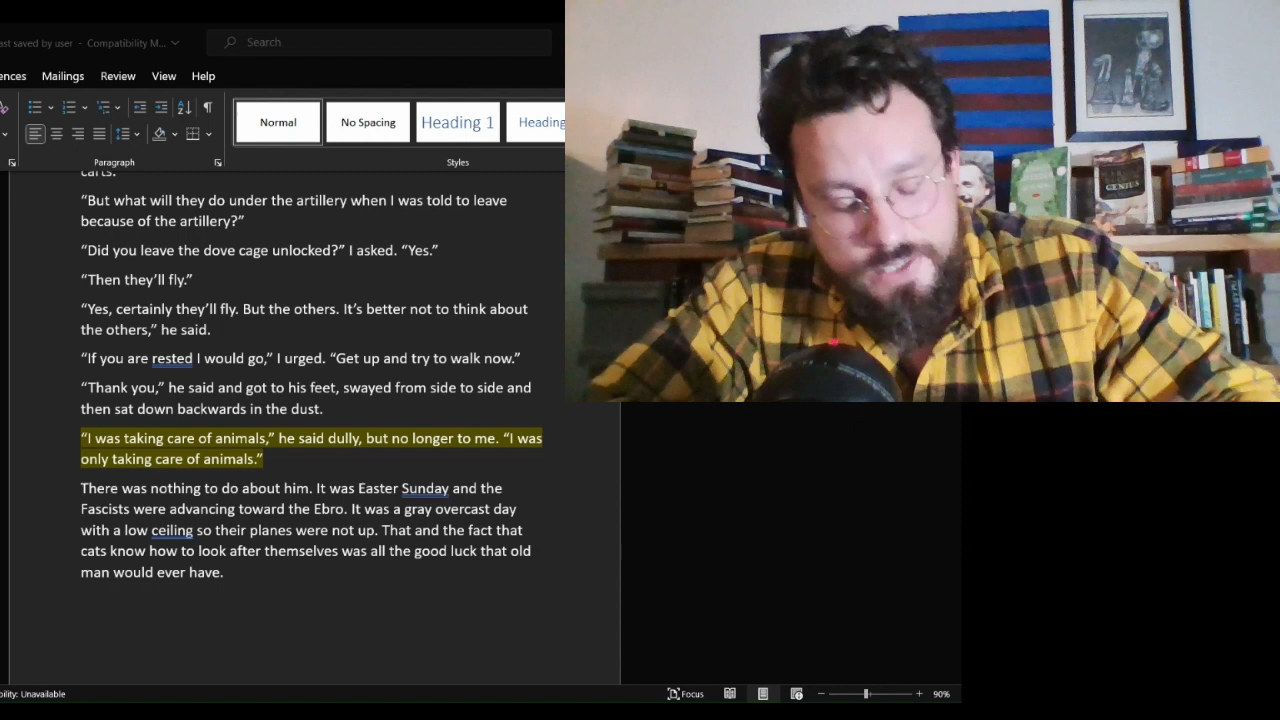 ast saved by user - Compatibility M...
Search
ences Mailings Review View Help
Normal
No Spacing
Heading 1
Heading
Paragraph
Styles
carts.
“But what will they do under the artillery when I was told to leave
because of the artillery?”
“Did you leave the dove cage unlocked?” I asked. “Yes.”
“Then they’ll fly.”
“Yes, certainly they’ll fly. But the others. It’s better not to think about
the others,” he said.
“If you are rested I would go,” I urged. “Get up and try to walk now.”
“Thank you,” he said and got to his feet, swayed from side to side and
then sat down backwards in the dust.
“I was taking care of animals,” he said dully, but no longer to me. “I was
only taking care of animals.”
There was nothing to do about him. It was Easter Sunday and the
Fascists were advancing toward the Ebro. It was a gray overcast day
with a low ceiling so their planes were not up. That and the fact that
cats know how to look after themselves was all the good luck that old
man would ever have.
bility: Unavailable
Focus
90%
GENIUS